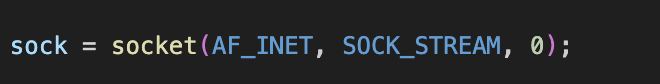 sock = socket(AF_INET, SOCK_STREAM, 0);